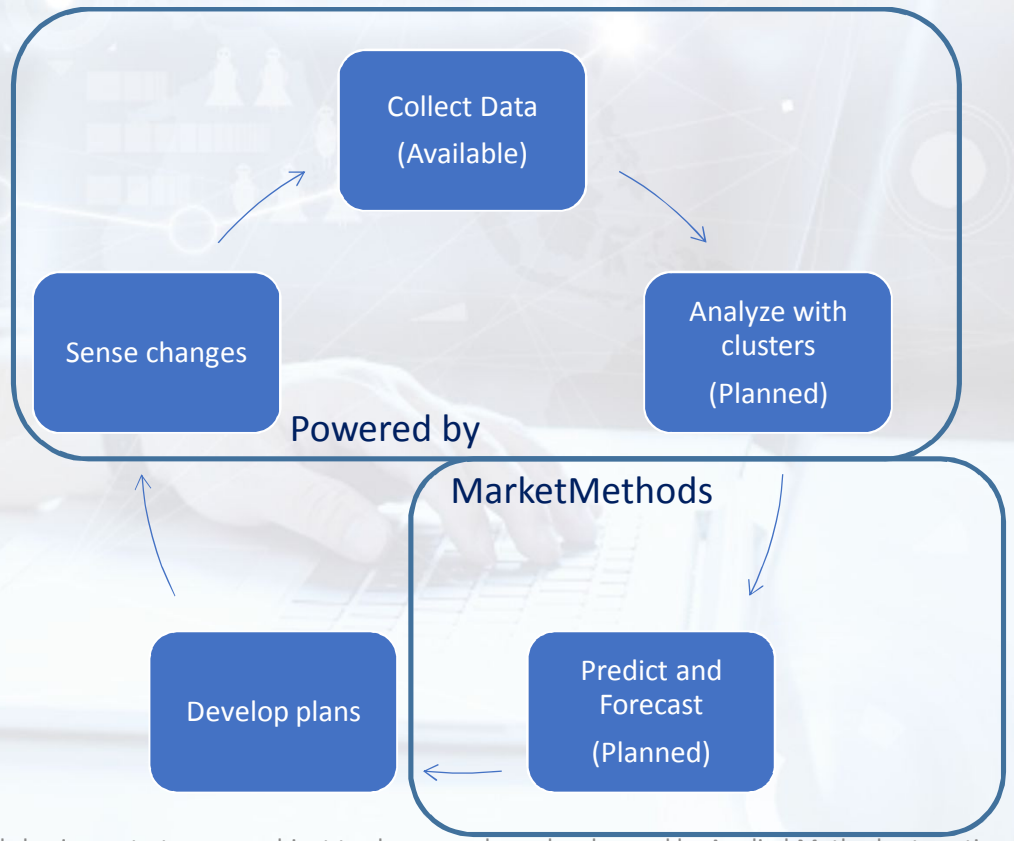 Collect Data
(Available)
Analyze with
clusters
(Planned)
Sense changes
Powered by
MarketMethods
Predict and
Forecast
(Planned)
Develop plans